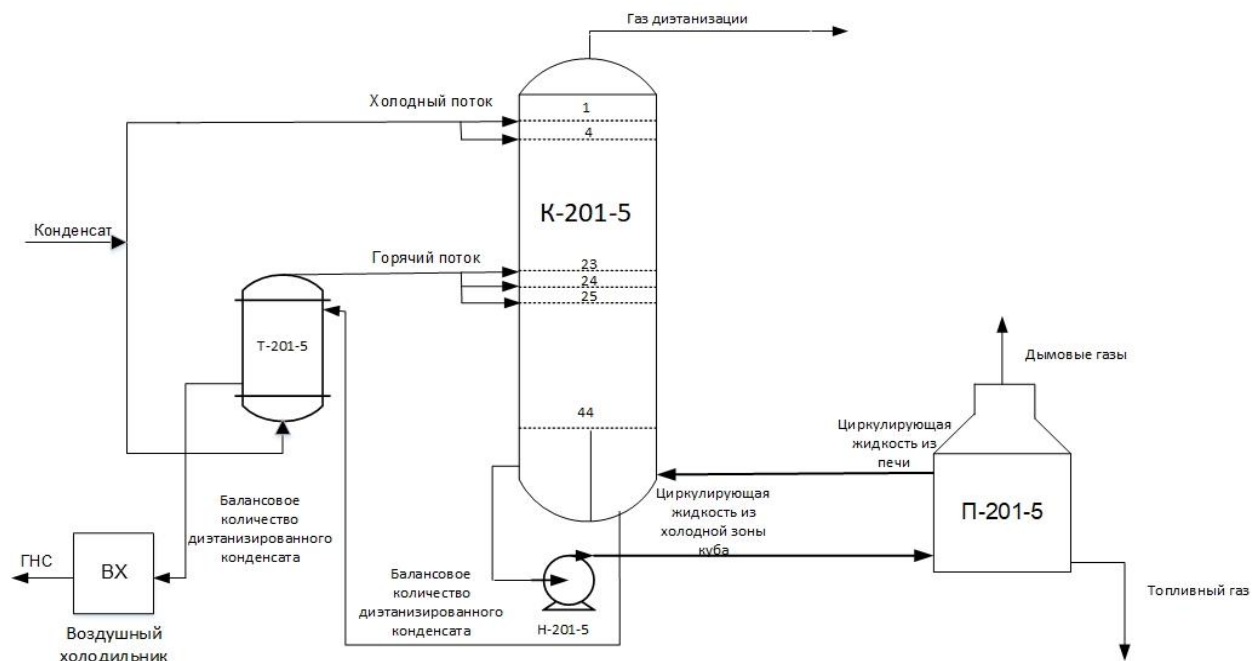 Газ диэтанизации
Холодный поток
1
4
К-201-5
Конденсат
Горячий поток
23
24
25
Т-201-5
Дымовые газы
44
Циркулирующая
жидкость из
печи
Циркулирующая
жидкость из
холодной зоны
куба
П-201-5
Балансовое
количество
диэтанизированного
конденсата
ГНС
ВХ
Воздушный
холодильник
Балансовое
количество
диэтанизированного
конденсата
Н-201-5
Топливный газ